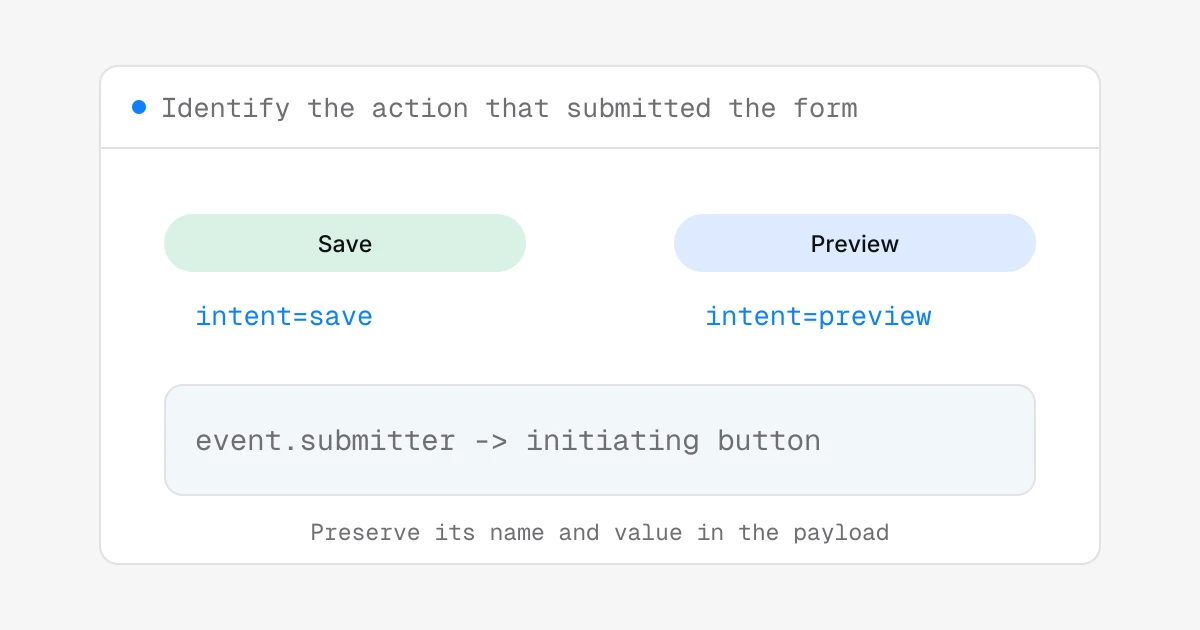 Identify the action that submitted the form
Save
Preview
intent=save
intent=preview
event.submitter -> initiating button
Preserve its name and value in the payload